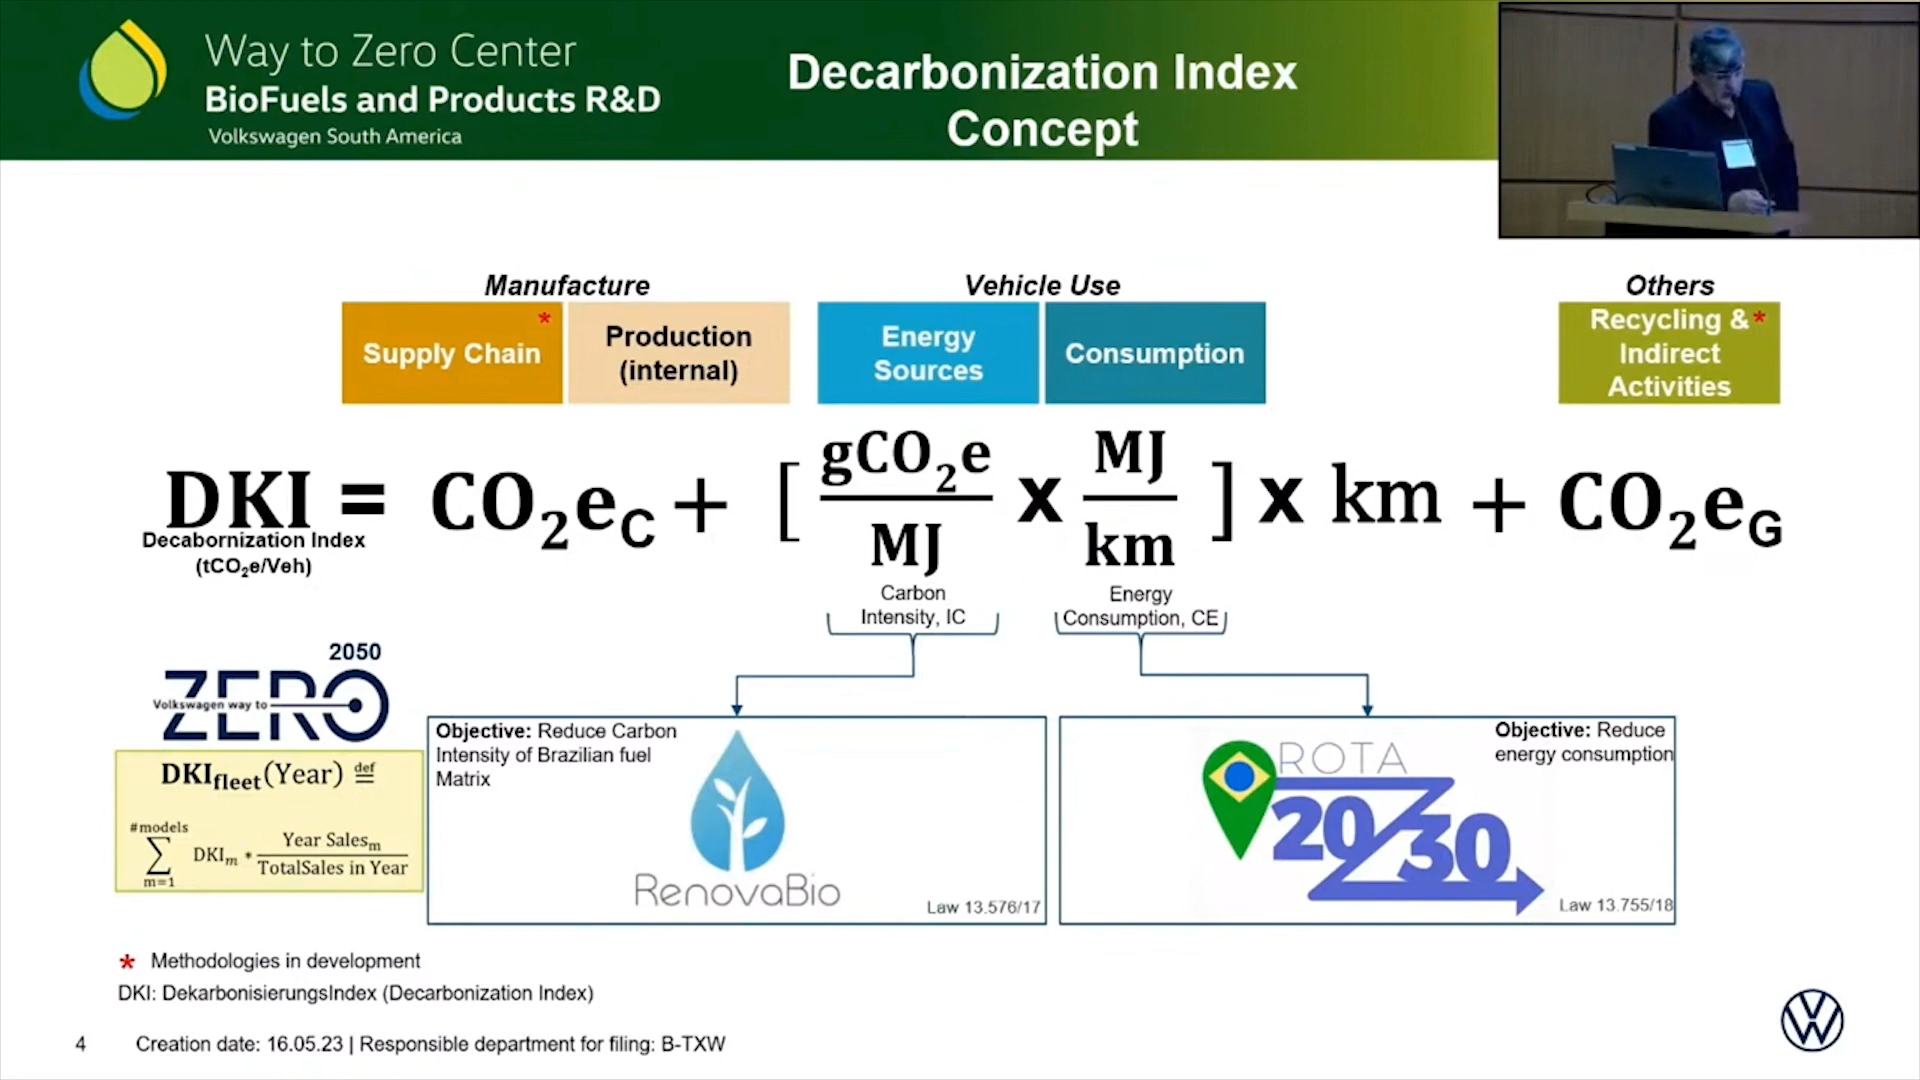 Way to Zero Center
BioFuels and Products R&D
Volkswagen South America
Decarbonization Index
Concept
Manufacture
Vehicle Use
Others
Supply Chain *
Production
(internal)
Energy
Sources
Consumption
Recycling & *
Indirect
Activities
DKI = CO₂e_C + [ gCO₂e/MJ x MJ/km ] x km + CO₂e_G
Decabornization Index
(tCO₂e/Veh)
Carbon
Intensity, IC
Energy
Consumption, CE
2050
ZERO
Volkswagen way to
DKI_fleet(Year) ≝
#models
∑ DKI_m * Year Sales_m / TotalSales in Year
m=1
Objective: Reduce Carbon
Intensity of Brazilian fuel
Matrix
RenovaBio
Law 13.576/17
Objective: Reduce
energy consumption
ROTA
20/30
Law 13.755/18
* Methodologies in development
DKI: DekarbonisierungsIndex (Decarbonization Index)
4 Creation date: 16.05.23 | Responsible department for filing: B-TXW